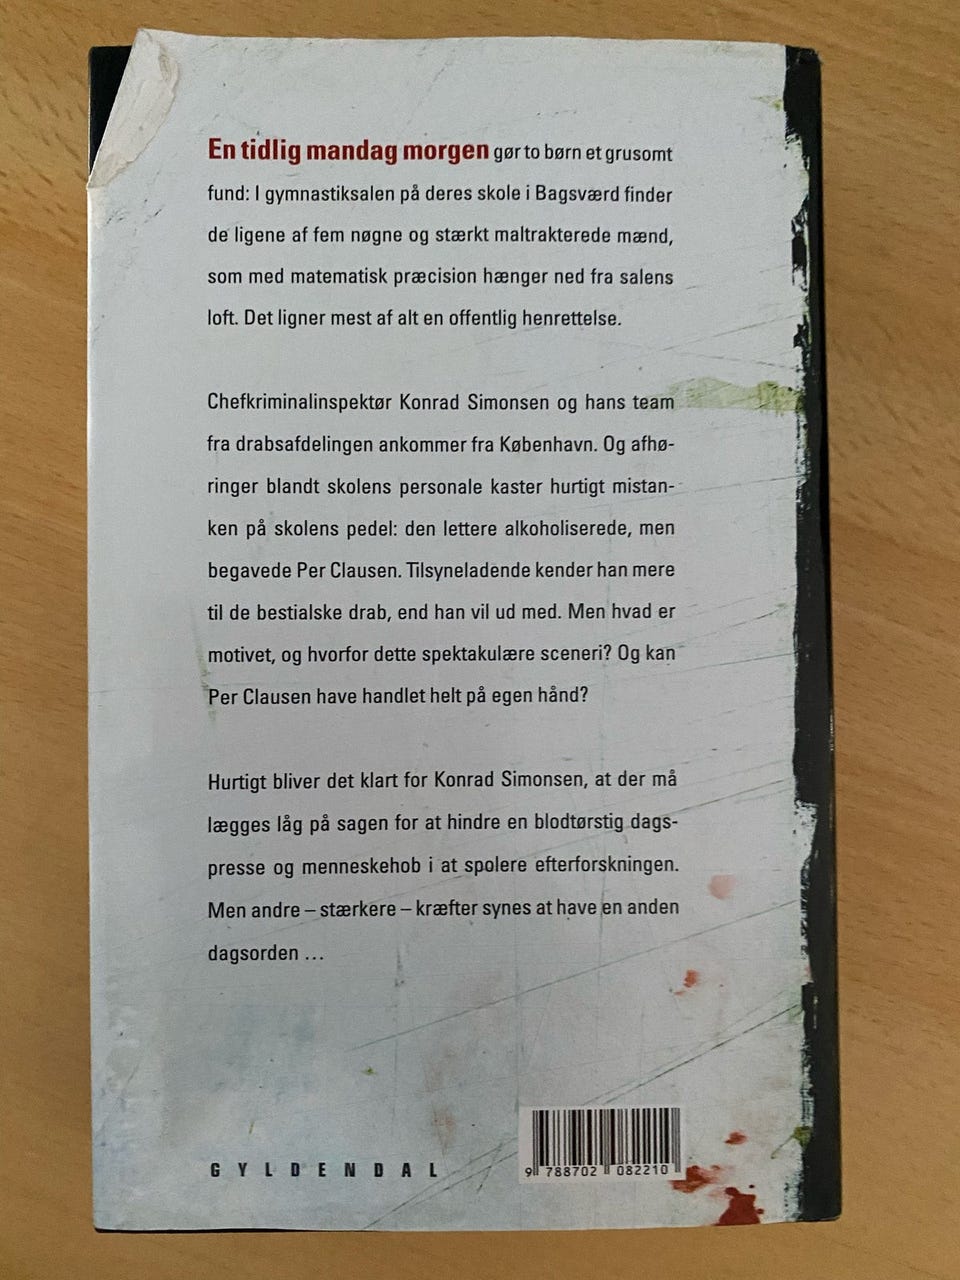 En tidlig mandag morgen gør to børn et grusomt
fund: I gymnastiksalen på deres skole i Bagsværd finder
de ligene af fem nøgne og stærkt maltrakterede mænd,
som med matematisk præcision hænger ned fra salens
loft. Det ligner mest af alt en offentlig henrettelse.
Chefkriminalinspektør Konrad Simonsen og hans team
fra drabsafdelingen ankommer fra København. Og afhø-
ringer blandt skolens personale kaster hurtigt mistan-
ken på skolens pedel: den lettere alkoholiserede, men
begavede Per Clausen. Tilsyneladende kender han mere
til de bestialske drab, end han vil ud med. Men hvad er
motivet, og hvorfor dette spektakulære sceneri? Og kan
Per Clausen have handlet helt på egen hånd?
Hurtigt bliver det klart for Konrad Simonsen, at der må
lægges låg på sagen for at hindre en blodtørstig dags-
presse og menneskehob i at spolere efterforskningen.
Men andre – stærkere – kræfter synes at have en anden
dagsorden ...
GYLDENDAL
9 788702 082210